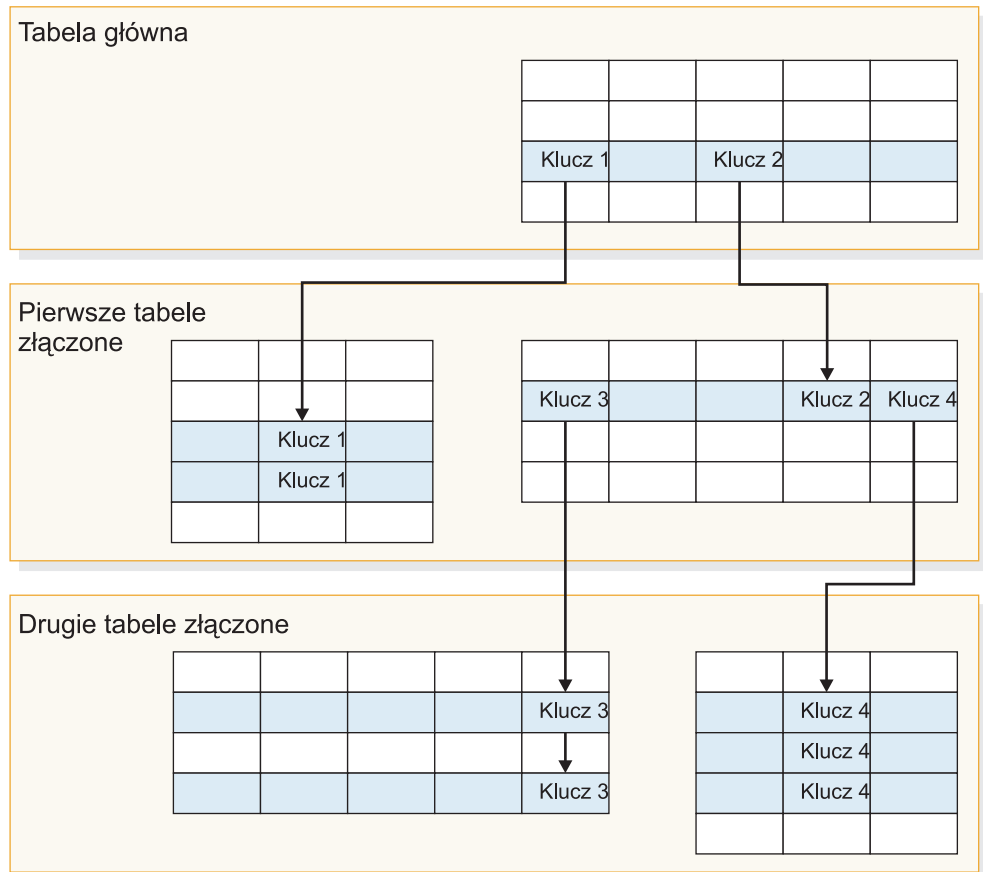 Tabela główna
Klucz 1 Klucz 2
Pierwsze tabele
złączone
Klucz 3 Klucz 2 Klucz 4
Klucz 1
Klucz 1
Drugie tabele złączone
Klucz 3 Klucz 4
Klucz 4
Klucz 3 Klucz 4